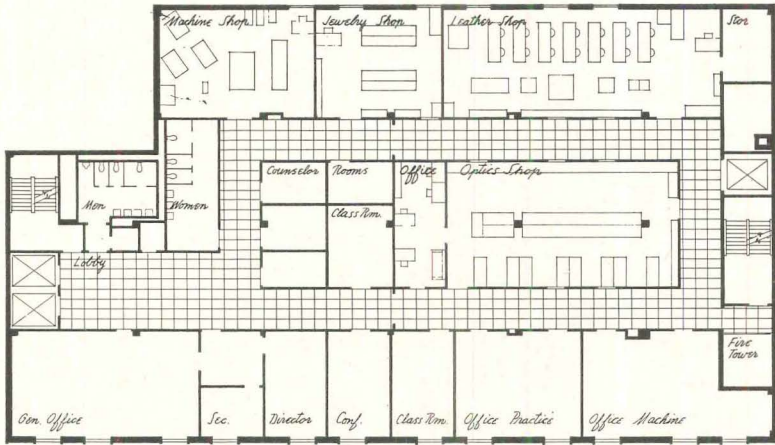 Machine Shop
Jewelry Shop
Leather Shop
Stor
Counselor Rooms
Office
Optics Shop
Men
Women
Class Rm.
Lobby
Fire
Tower
Gen. Office
Sec.
Director
Conf.
Class Rm.
Office Practice
Office Machine